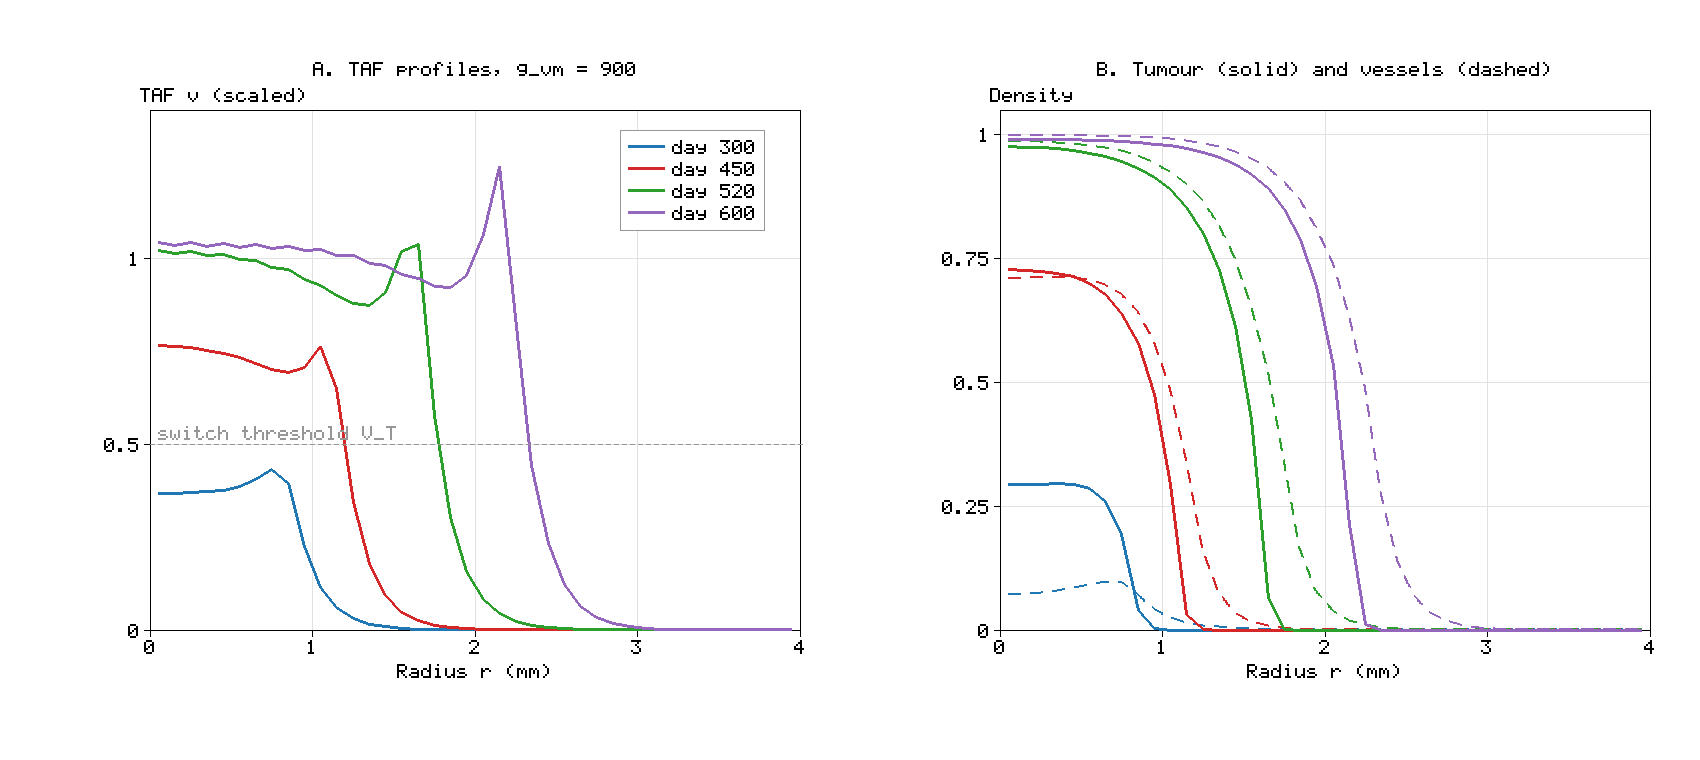 A. TAF profiles, g_vm = 900
TAF v (scaled)
day 300
day 450
day 520
day 600
1
switch threshold V_T
0.5
0
0 1 2 3 4
Radius r (mm)
B. Tumour (solid) and vessels (dashed)
Density
1
0.75
0.5
0.25
0
0 1 2 3 4
Radius r (mm)